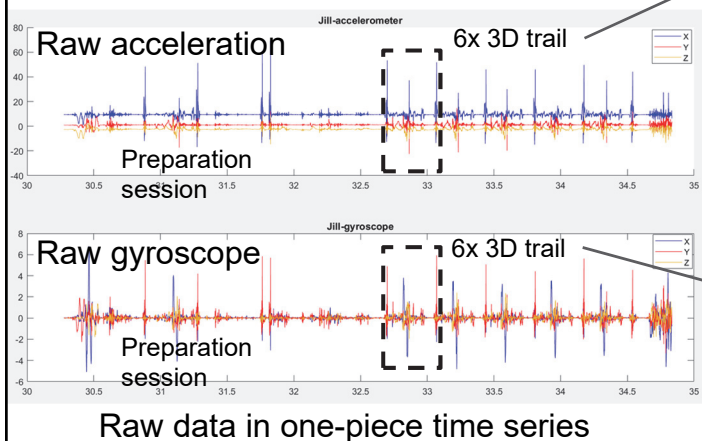 Jill-accelerometer
Raw acceleration
6x 3D trail
X
Y
Z
80
60
40
20
0
-20
-40
Preparation
session
30 30.5 31 31.5 32 32.5 33 33.5 34 34.5 35
Jill-gyroscope
Raw gyroscope
6x 3D trail
X
Y
Z
8
6
4
2
0
-2
-4
-6
Preparation
session
30 30.5 31 31.5 32 32.5 33 33.5 34 34.5 35
Raw data in one-piece time series